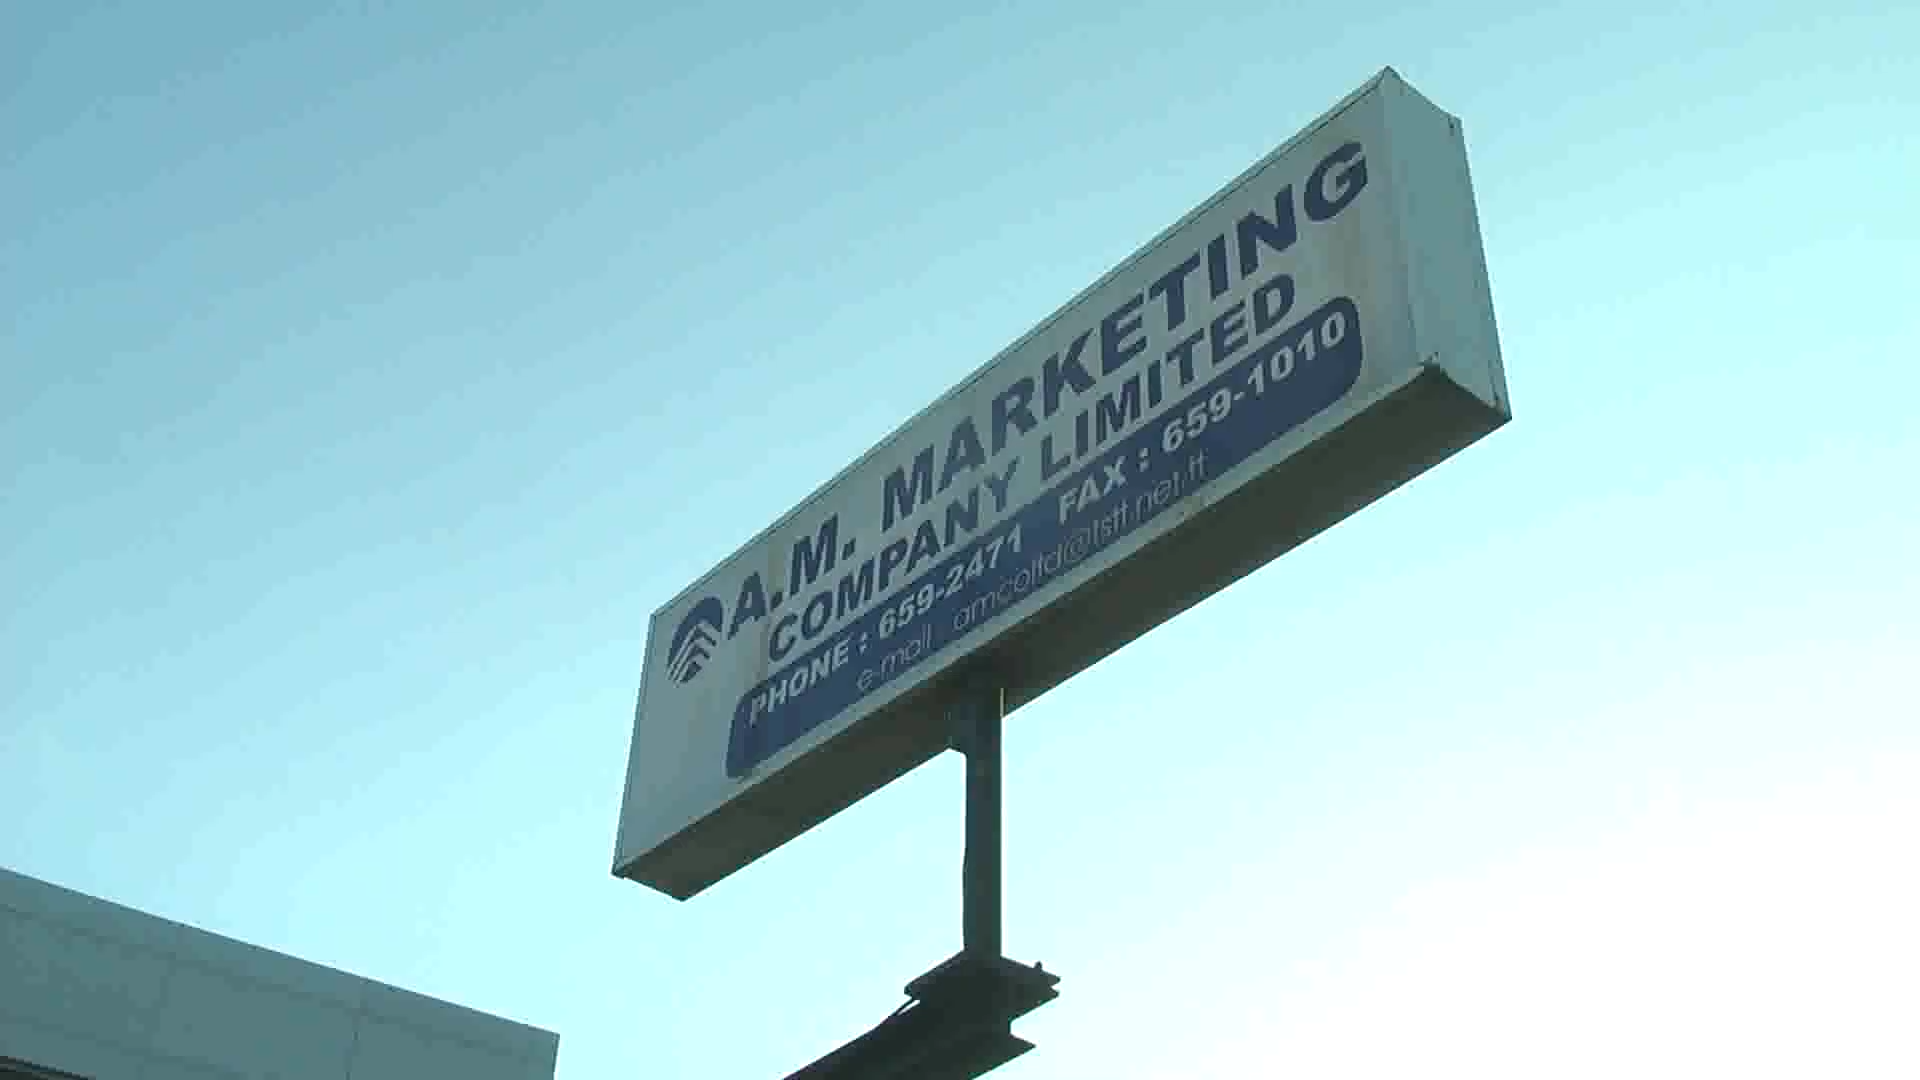 A.M. MARKETING
COMPANY LIMITED
PHONE : 659-2471 FAX : 659-1010
e-mail amcoltd@tstt.net.tt